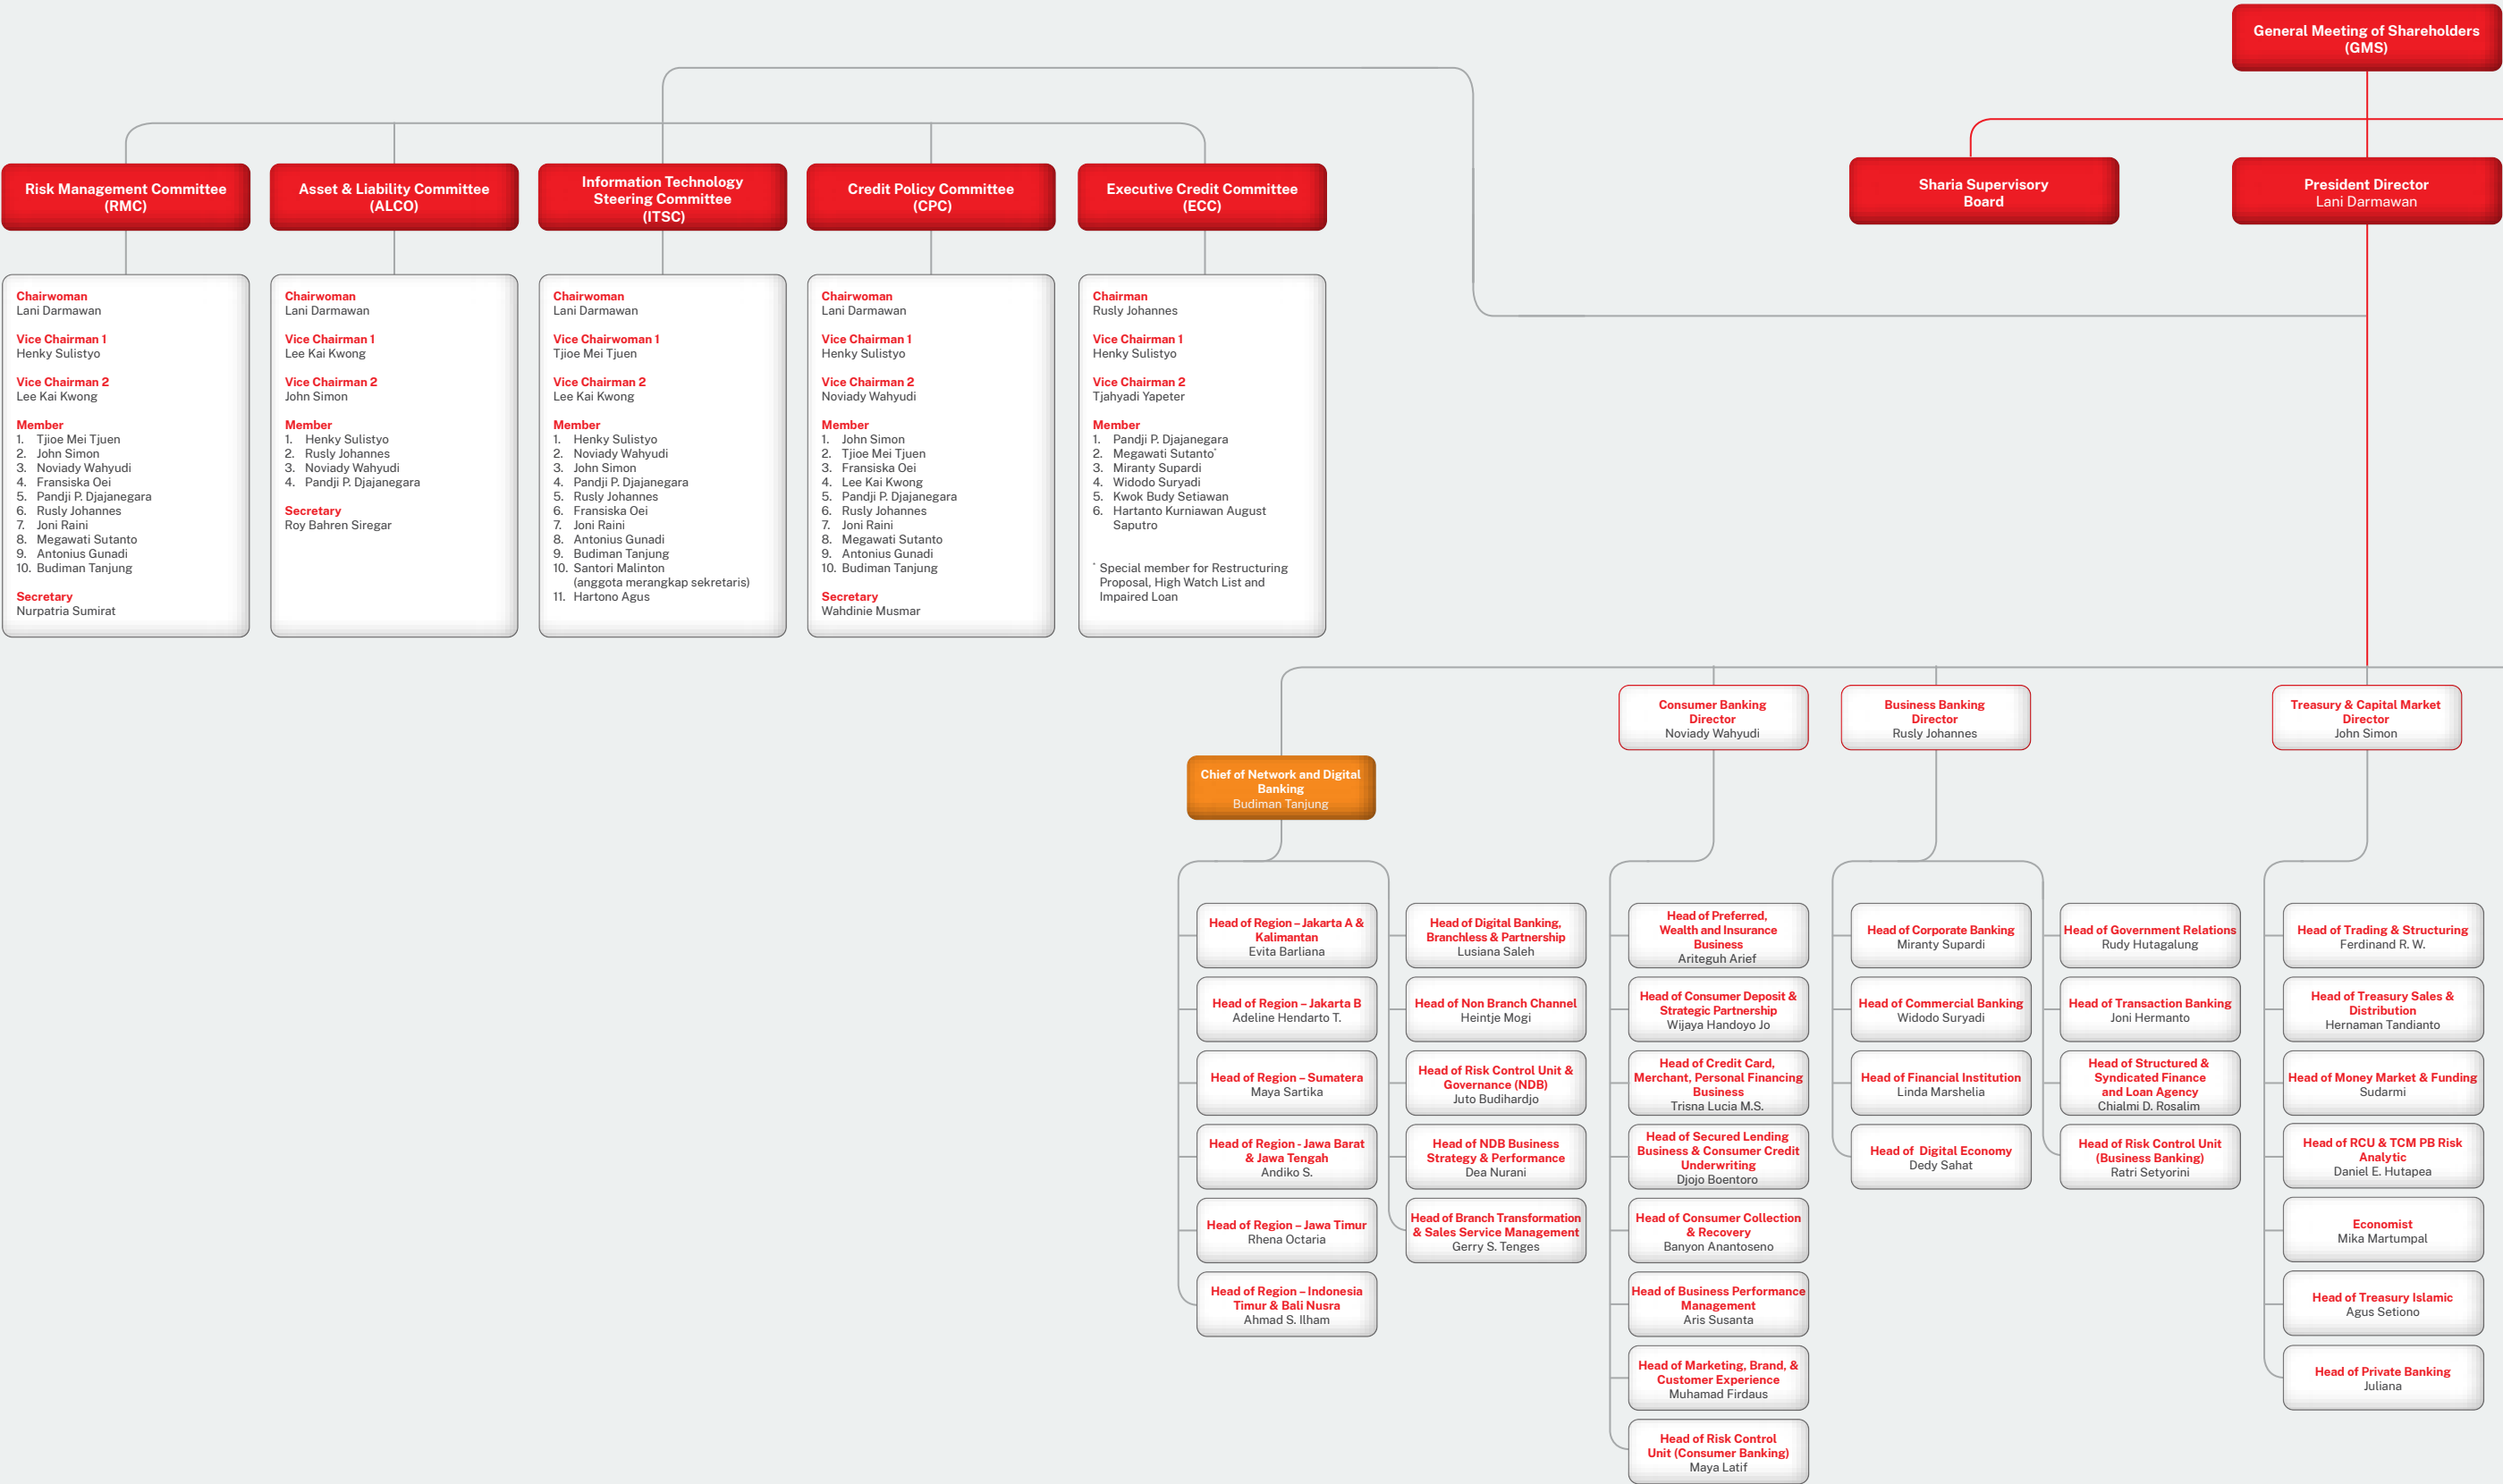 General Meeting of Shareholders
(GMS)
Sharia Supervisory
Board
President Director
Lani Darmawan
Risk Management Committee
(RMC)
Chairwoman
Lani Darmawan
Vice Chairman 1
Henky Sulistyo
Vice Chairman 2
Lee Kai Kwong
Member
1. Tjioe Mei Tjuen
2. John Simon
3. Noviady Wahyudi
4. Fransiska Oei
5. Pandji P. Djajanegara
6. Rusly Johannes
7. Joni Raini
8. Megawati Sutanto
9. Antonius Gunadi
10. Budiman Tanjung
Secretary
Nurpatria Sumirat
Asset & Liability Committee
(ALCO)
Chairwoman
Lani Darmawan
Vice Chairman 1
Lee Kai Kwong
Vice Chairman 2
John Simon
Member
1. Henky Sulistyo
2. Rusly Johannes
3. Noviady Wahyudi
4. Pandji P. Djajanegara
Secretary
Roy Bahren Siregar
Information Technology
Steering Committee
(ITSC)
Chairwoman
Lani Darmawan
Vice Chairwoman 1
Tjioe Mei Tjuen
Vice Chairman 2
Lee Kai Kwong
Member
1. Henky Sulistyo
2. Noviady Wahyudi
3. John Simon
4. Pandji P. Djajanegara
5. Rusly Johannes
6. Fransiska Oei
7. Joni Raini
8. Antonius Gunadi
9. Budiman Tanjung
10. Santori Malinton
(anggota merangkap sekretaris)
11. Hartono Agus
Credit Policy Committee
(CPC)
Chairwoman
Lani Darmawan
Vice Chairman 1
Henky Sulistyo
Vice Chairman 2
Noviady Wahyudi
Member
1. John Simon
2. Tjioe Mei Tjuen
3. Fransiska Oei
4. Lee Kai Kwong
5. Pandji P. Djajanegara
6. Rusly Johannes
7. Joni Raini
8. Megawati Sutanto
9. Antonius Gunadi
10. Budiman Tanjung
Secretary
Wahdinie Musmar
Executive Credit Committee
(ECC)
Chairman
Rusly Johannes
Vice Chairman 1
Henky Sulistyo
Vice Chairman 2
Tjahyadi Yapeter
Member
1. Pandji P. Djajanegara
2. Megawati Sutanto*
3. Miranty Supardi
4. Widodo Suryadi
5. Kwok Budy Setiawan
6. Hartanto Kurniawan August
Saputro
* Special member for Restructuring
Proposal, High Watch List and
Impaired Loan
Chief of Network and Digital
Banking
Budiman Tanjung
Head of Region – Jakarta A &
Kalimantan
Evita Barliana
Head of Region – Jakarta B
Adeline Hendarto T.
Head of Region – Sumatera
Maya Sartika
Head of Region - Jawa Barat
& Jawa Tengah
Andiko S.
Head of Region – Jawa Timur
Rhena Octaria
Head of Region – Indonesia
Timur & Bali Nusra
Ahmad S. Ilham
Head of Digital Banking,
Branchless & Partnership
Lusiana Saleh
Head of Non Branch Channel
Heintje Mogi
Head of Risk Control Unit &
Governance (NDB)
Juto Budihardjo
Head of NDB Business
Strategy & Performance
Dea Nurani
Head of Branch Transformation
& Sales Service Management
Gerry S. Tenges
Consumer Banking
Director
Noviady Wahyudi
Head of Preferred,
Wealth and Insurance
Business
Ariteguh Arief
Head of Consumer Deposit &
Strategic Partnership
Wijaya Handoyo Jo
Head of Credit Card,
Merchant, Personal Financing
Business
Trisna Lucia M.S.
Head of Secured Lending
Business & Consumer Credit
Underwriting
Djojo Boentoro
Head of Consumer Collection
& Recovery
Banyon Anantoseno
Head of Business Performance
Management
Aris Susanta
Head of Marketing, Brand, &
Customer Experience
Muhamad Firdaus
Head of Risk Control
Unit (Consumer Banking)
Maya Latif
Business Banking
Director
Rusly Johannes
Head of Corporate Banking
Miranty Supardi
Head of Commercial Banking
Widodo Suryadi
Head of Financial Institution
Linda Marshelia
Head of Digital Economy
Dedy Sahat
Head of Government Relations
Rudy Hutagalung
Head of Transaction Banking
Joni Hermanto
Head of Structured &
Syndicated Finance
and Loan Agency
Chialmi D. Rosalim
Head of Risk Control Unit
(Business Banking)
Ratri Setyorini
Treasury & Capital Market
Director
John Simon
Head of Trading & Structuring
Ferdinand R. W.
Head of Treasury Sales &
Distribution
Hernaman Tandianto
Head of Money Market & Funding
Sudarmi
Head of RCU & TCM PB Risk
Analytic
Daniel E. Hutapea
Economist
Mika Martumpal
Head of Treasury Islamic
Agus Setiono
Head of Private Banking
Juliana